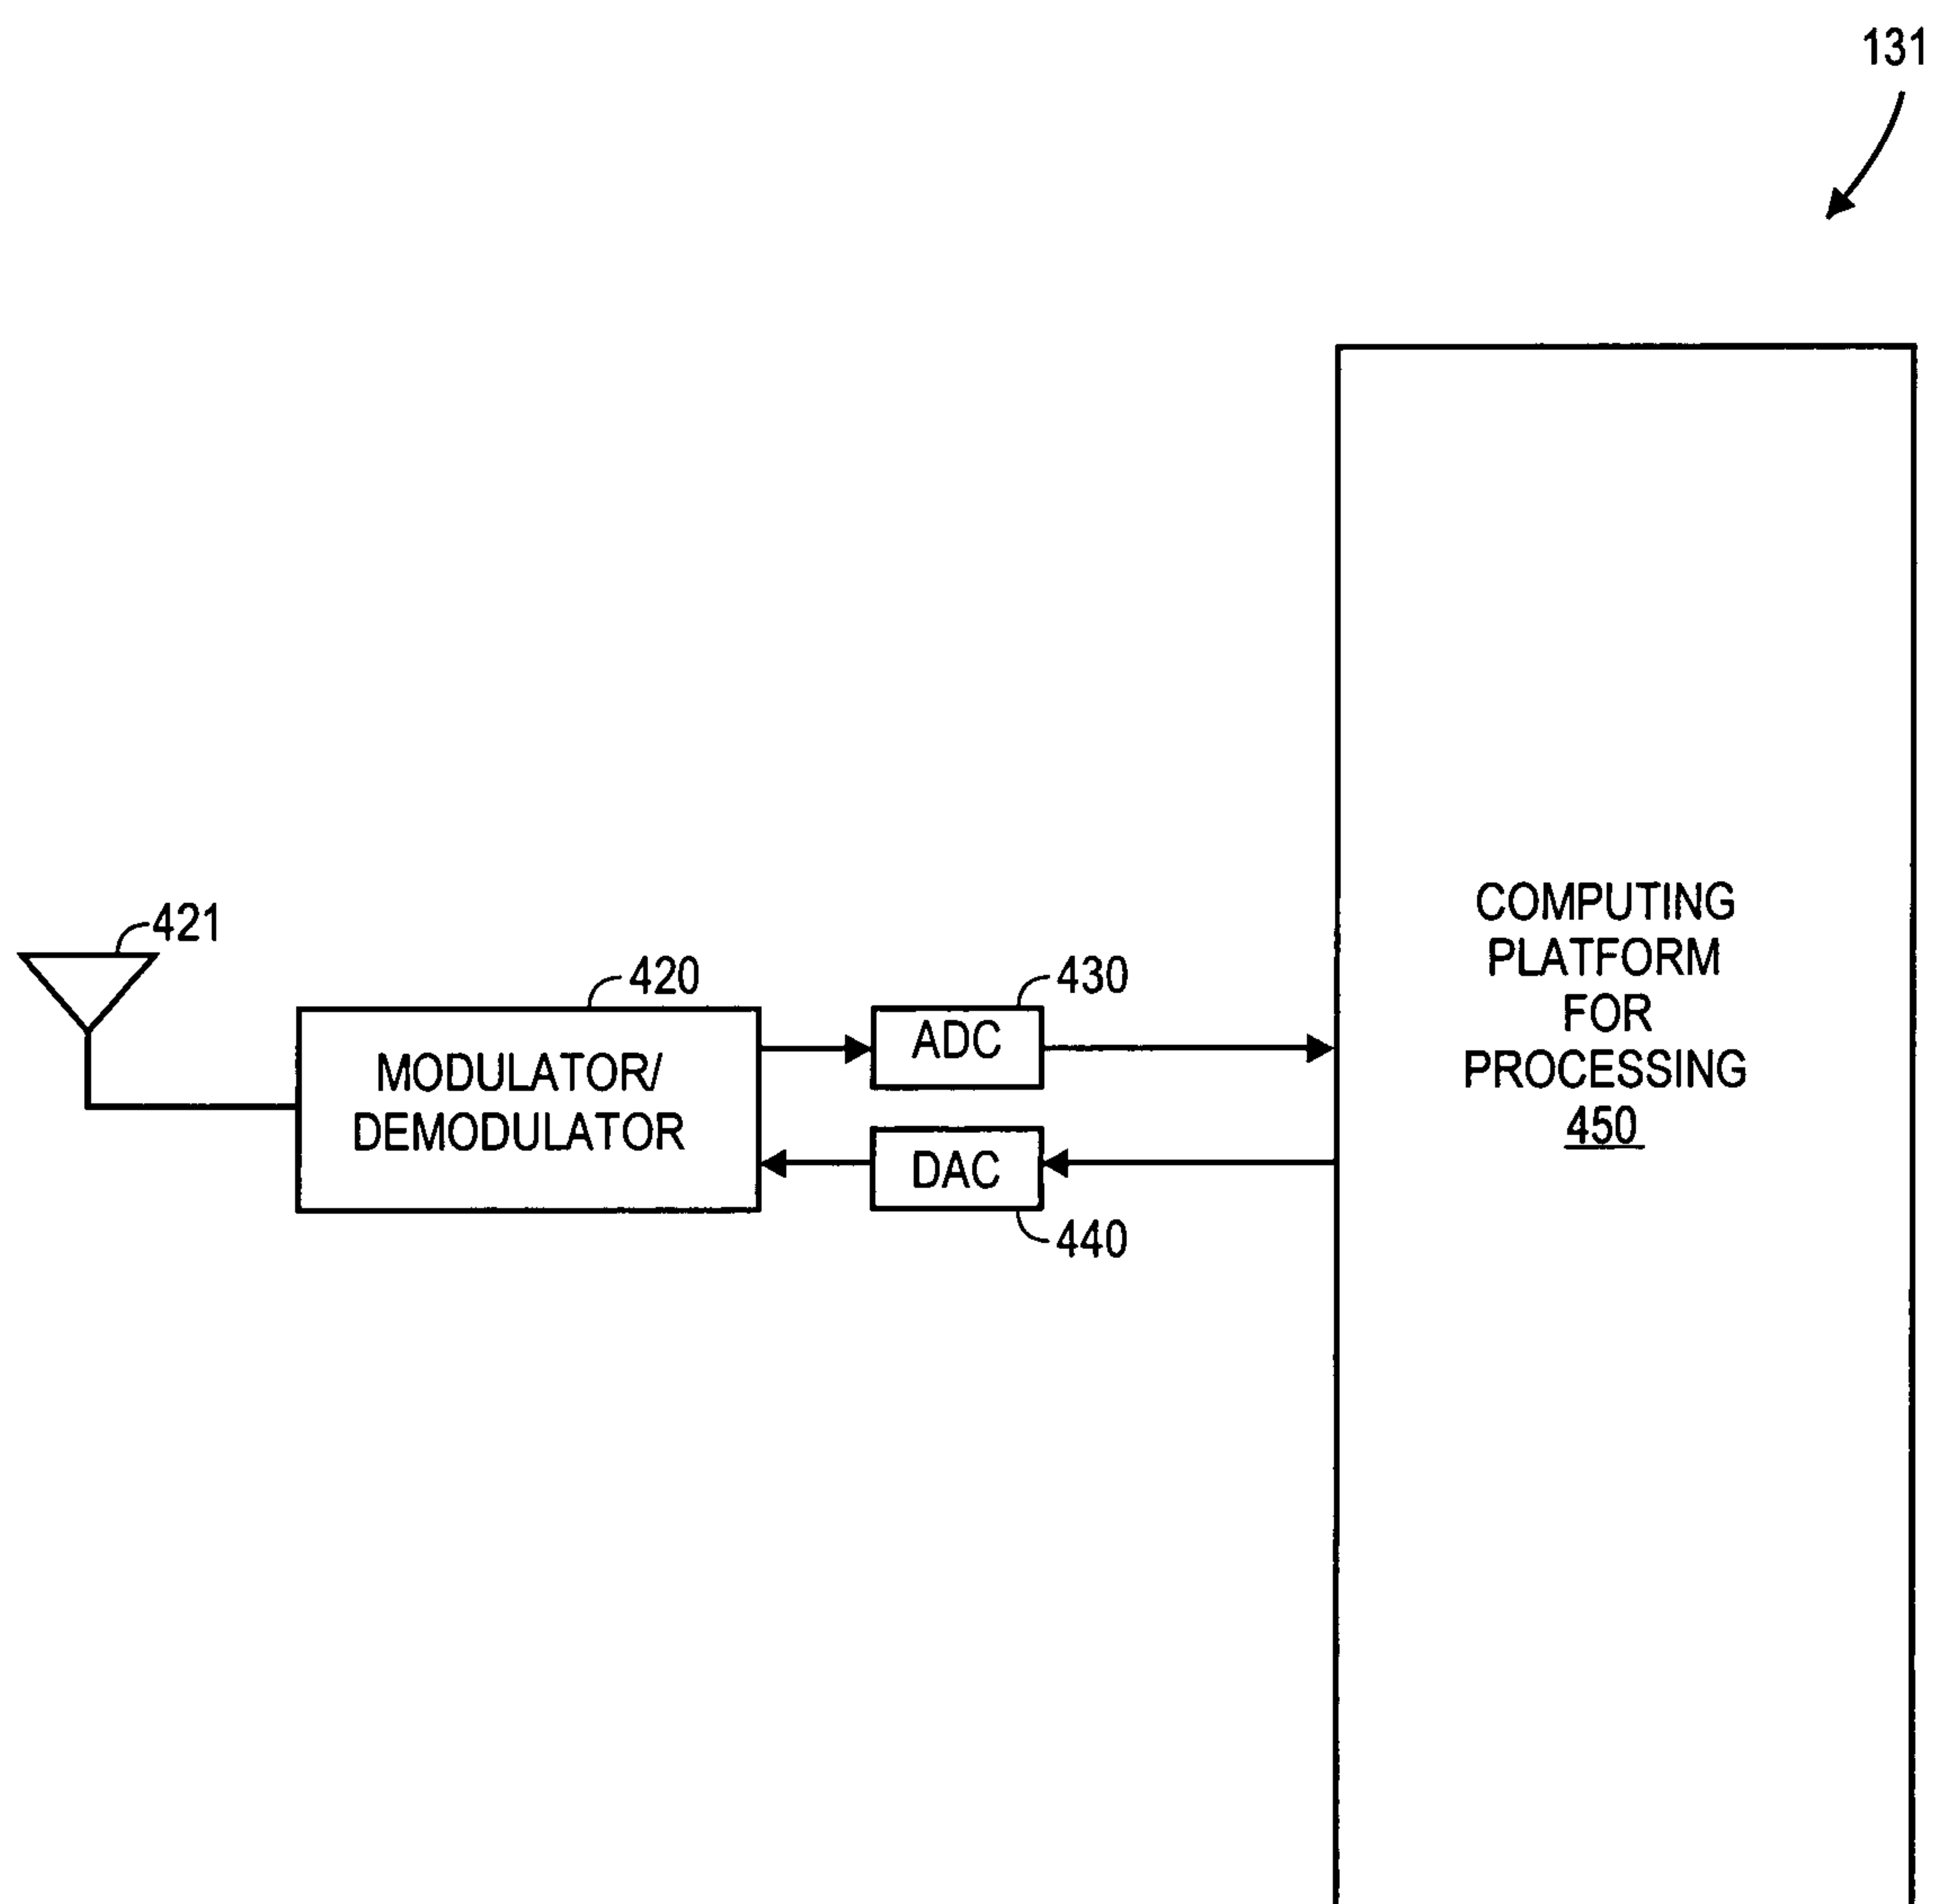 131
421
420
MODULATOR/
DEMODULATOR
430
ADC
DAC
440
COMPUTING
PLATFORM
FOR
PROCESSING
450